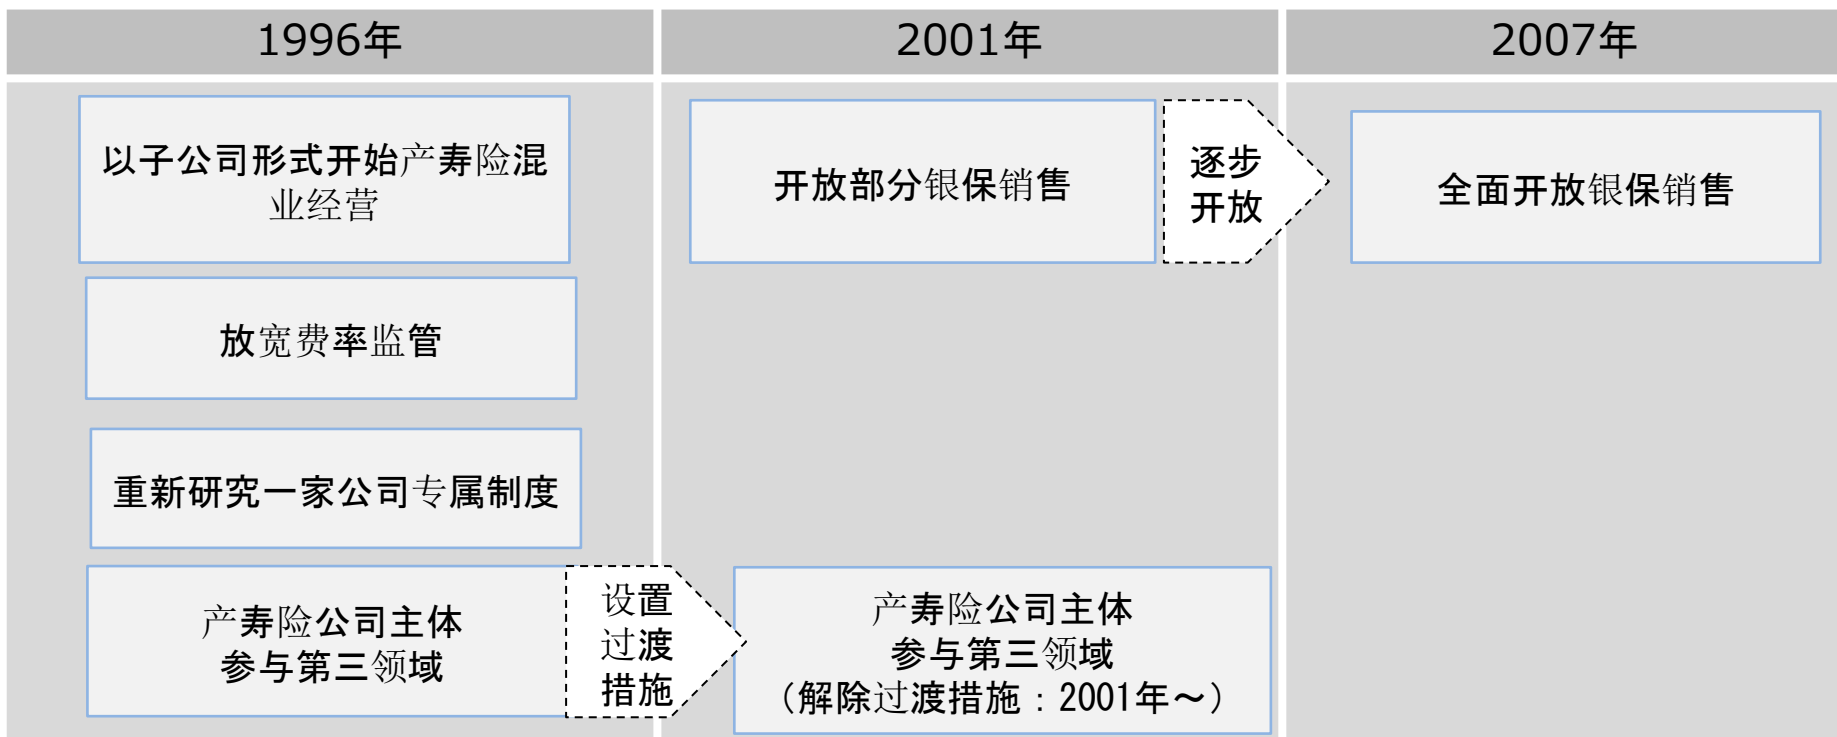 1996年
2001年
2007年
以子公司形式开始产寿险混
业经营
开放部分银保销售
逐步
开放
全面开放银保销售
放宽费率监管
重新研究一家公司专属制度
产寿险公司主体
参与第三领域
设置
过渡
措施
产寿险公司主体
参与第三领域
（解除过渡措施：2001年～）